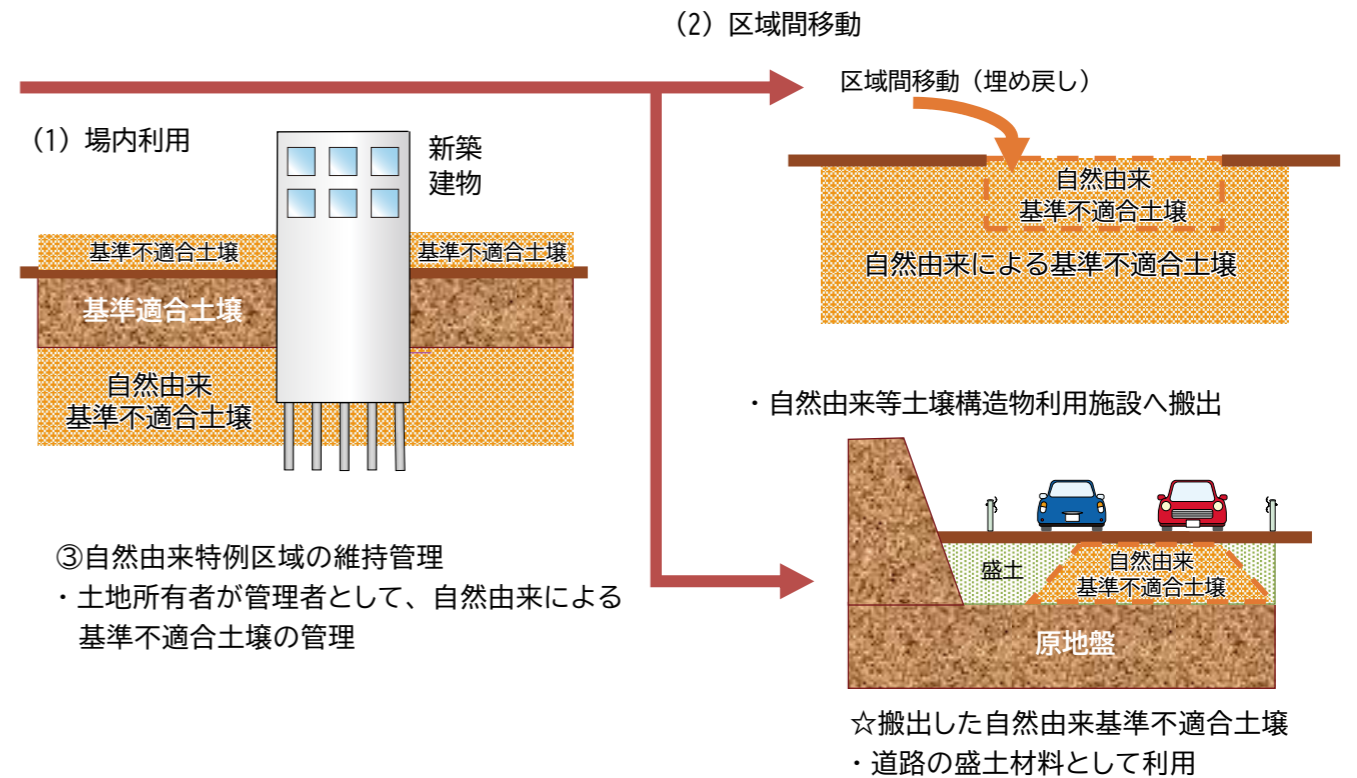 (2) 区域間移動
区域間移動（埋め戻し）
(1) 場内利用
新築
建物
基準不適合土壌
基準不適合土壌
基準適合土壌
自然由来
基準不適合土壌
自然由来
基準不適合土壌
自然由来による基準不適合土壌
・自然由来等土壌構造物利用施設へ搬出
盛土
自然由来
基準不適合土壌
原地盤
③自然由来特例区域の維持管理
・土地所有者が管理者として、自然由来による
基準不適合土壌の管理
☆搬出した自然由来基準不適合土壌
・道路の盛土材料として利用